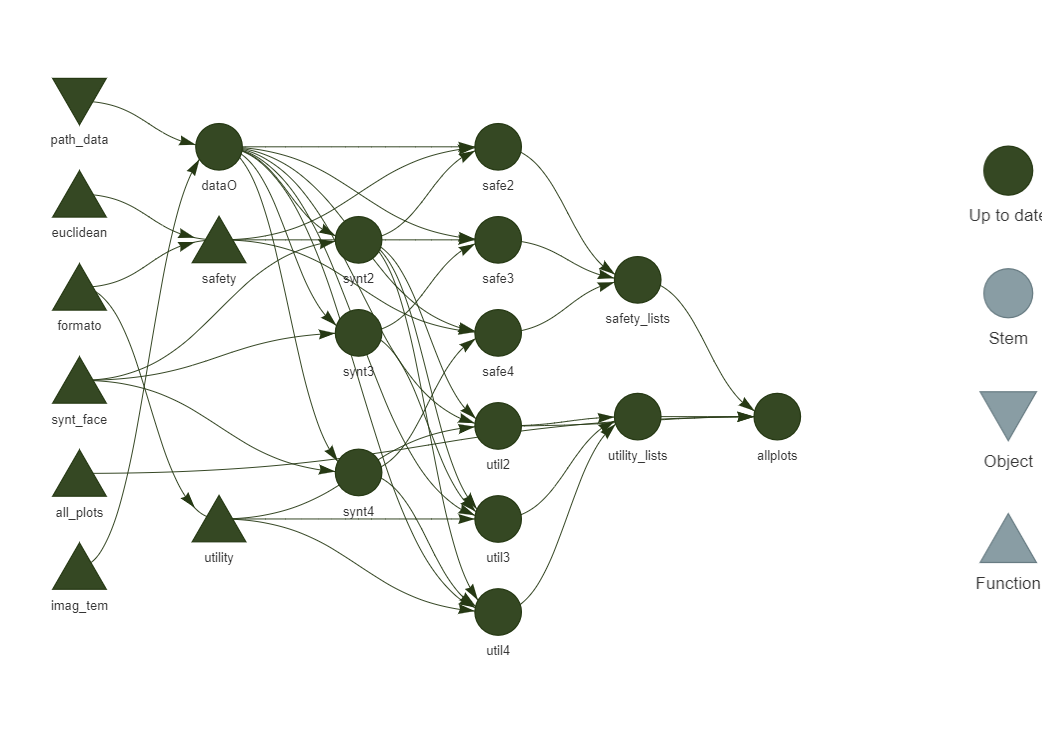 path_data
euclidean
formato
synt_face
all_plots
imag_tem
dataO
safety
utility
synt2
synt3
synt4
safe2
safe3
safe4
util2
util3
util4
safety_lists
utility_lists
allplots
Up to date
Stem
Object
Function